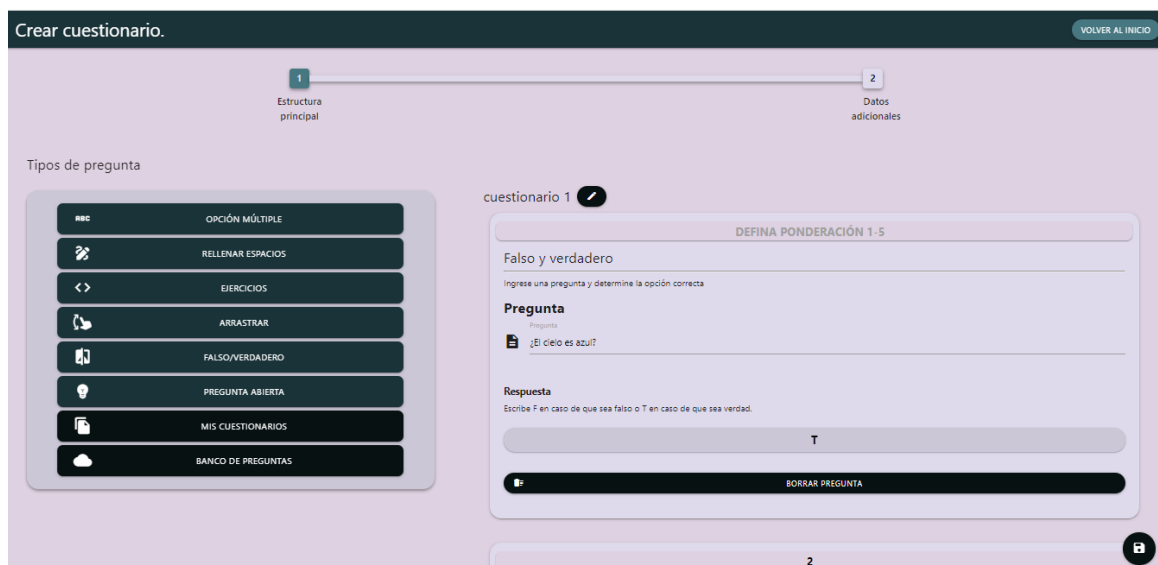 Crear cuestionario.
VOLVER AL INICIO
1
Estructura
principal
2
Datos
adicionales
Tipos de pregunta
ABC OPCIÓN MÚLTIPLE
RELLENAR ESPACIOS
EJERCICIOS
ARRASTRAR
FALSO/VERDADERO
PREGUNTA ABIERTA
MIS CUESTIONARIOS
BANCO DE PREGUNTAS
cuestionario 1
DEFINA PONDERACIÓN 1-5
Falso y verdadero
Ingrese una pregunta y determine la opción correcta
Pregunta
Pregunta
¿El cielo es azul?
Respuesta
Escribe F en caso de que sea falso o T en caso de que sea verdad.
T
BORRAR PREGUNTA
2